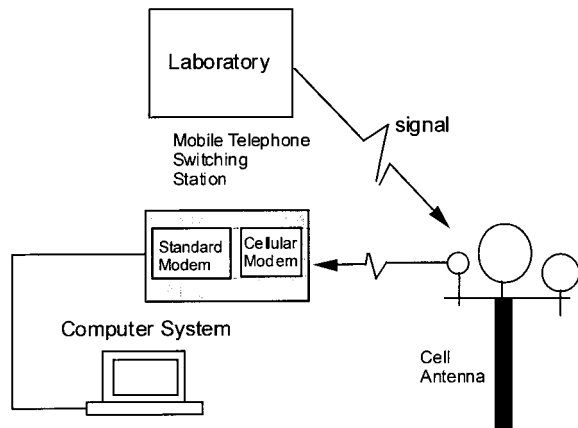 Laboratory
signal
Mobile Telephone
Switching
Station
Standard
Modem
Cellular
Modem
Computer System
Cell
Antenna